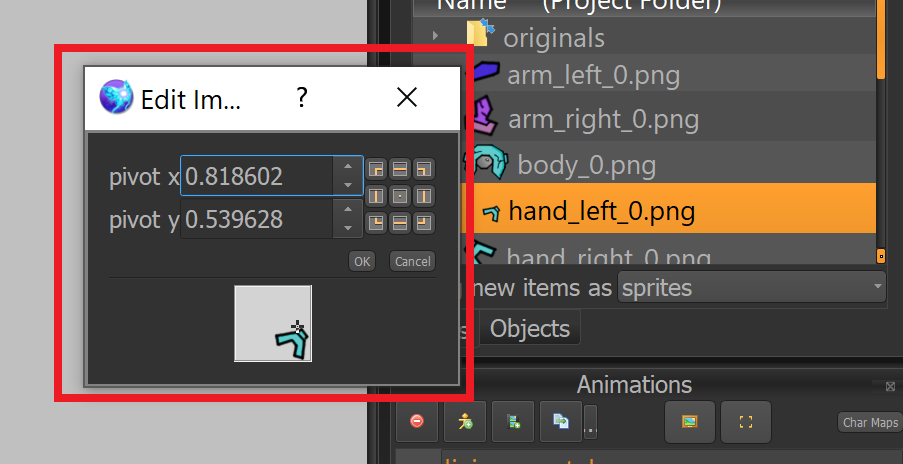 Name (Project Folder)
originals
arm_left_0.png
arm_right_0.png
body_0.png
hand_left_0.png
hand_right_0.png
new items as sprites
Objects
Edit Im... ?
pivot x 0.818602
pivot y 0.539628
OK Cancel
Animations
...
Char Maps